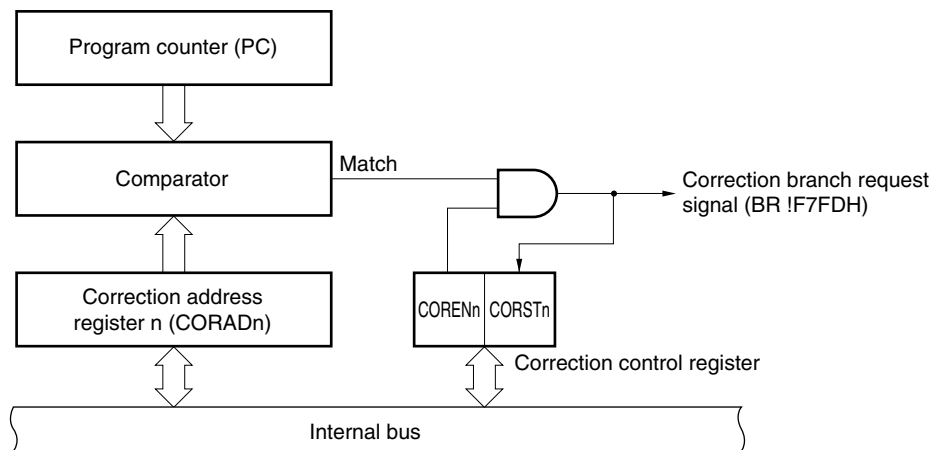 Program counter (PC)
Match
Comparator
Correction branch request
signal (BR !F7FDH)
Correction address
register n (CORADn)
CORENn
CORSTn
Correction control register
Internal bus